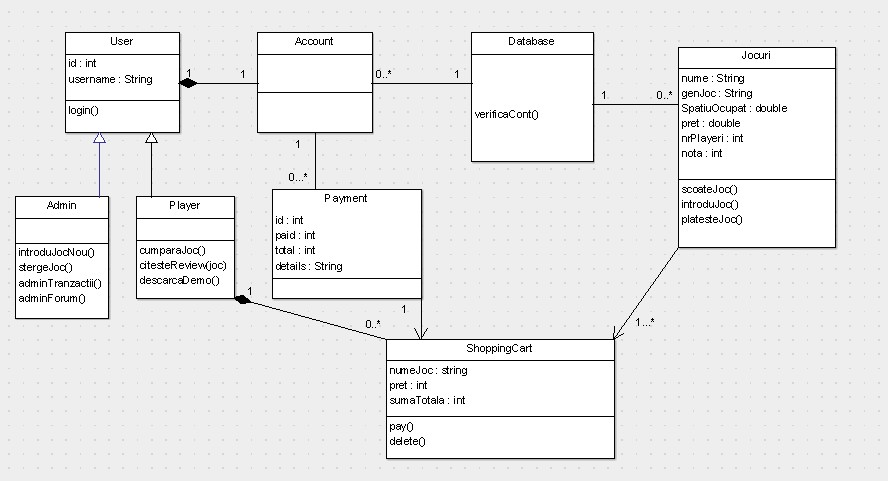 User
id : int
username : String
login()
1
1
Account
0..*
1
Database
verificaCont()
1
0..*
Jocuri
nume : String
genJoc : String
SpatiuOcupat : double
pret : double
nrPlayeri : int
nota : int
scoateJoc()
introduJoc()
platesteJoc()
1
0...*
Admin
introduJocNou()
stergeJoc()
adminTranzactii()
adminForum()
Player
cumparaJoc()
citesteReview(joc)
descarcaDemo()
Payment
id : int
paid : int
total : int
details : String
1
0..*
1
1...*
ShoppingCart
numeJoc : string
pret : int
sumaTotala : int
pay()
delete()